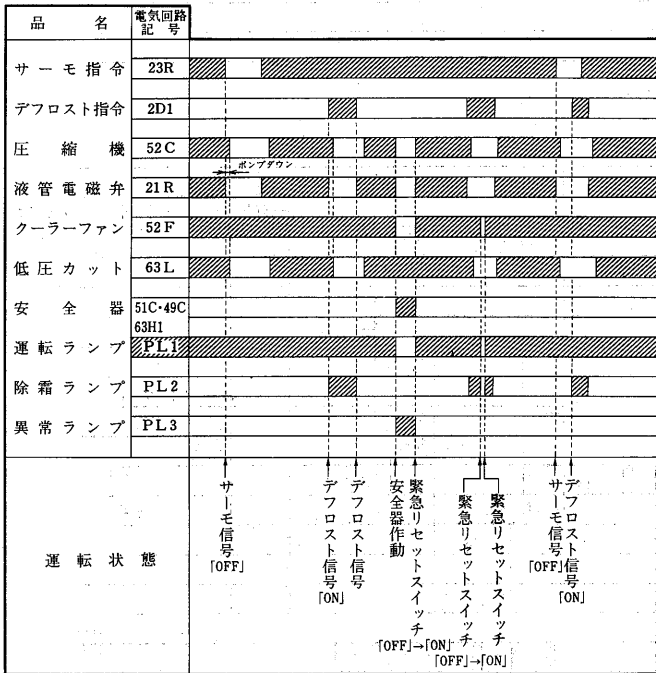 品名 電気回路記号
サーモ指令 23R
デフロスト指令 2D1
圧縮機 52C
ポンプダウン
液管電磁弁 21R
クーラーファン 52F
低圧カット 63L
安全器 51C・49C
63H1
運転ランプ PL1
除霜ランプ PL2
異常ランプ PL3
運転状態
サーモ信号「OFF」
デフロスト信号「ON」
デフロスト信号
安全器作動
緊急リセットスイッチ「OFF」→「ON」
緊急リセットスイッチ
緊急リセットスイッチ
「OFF」→「ON」
サーモ信号「OFF」
デフロスト信号「ON」